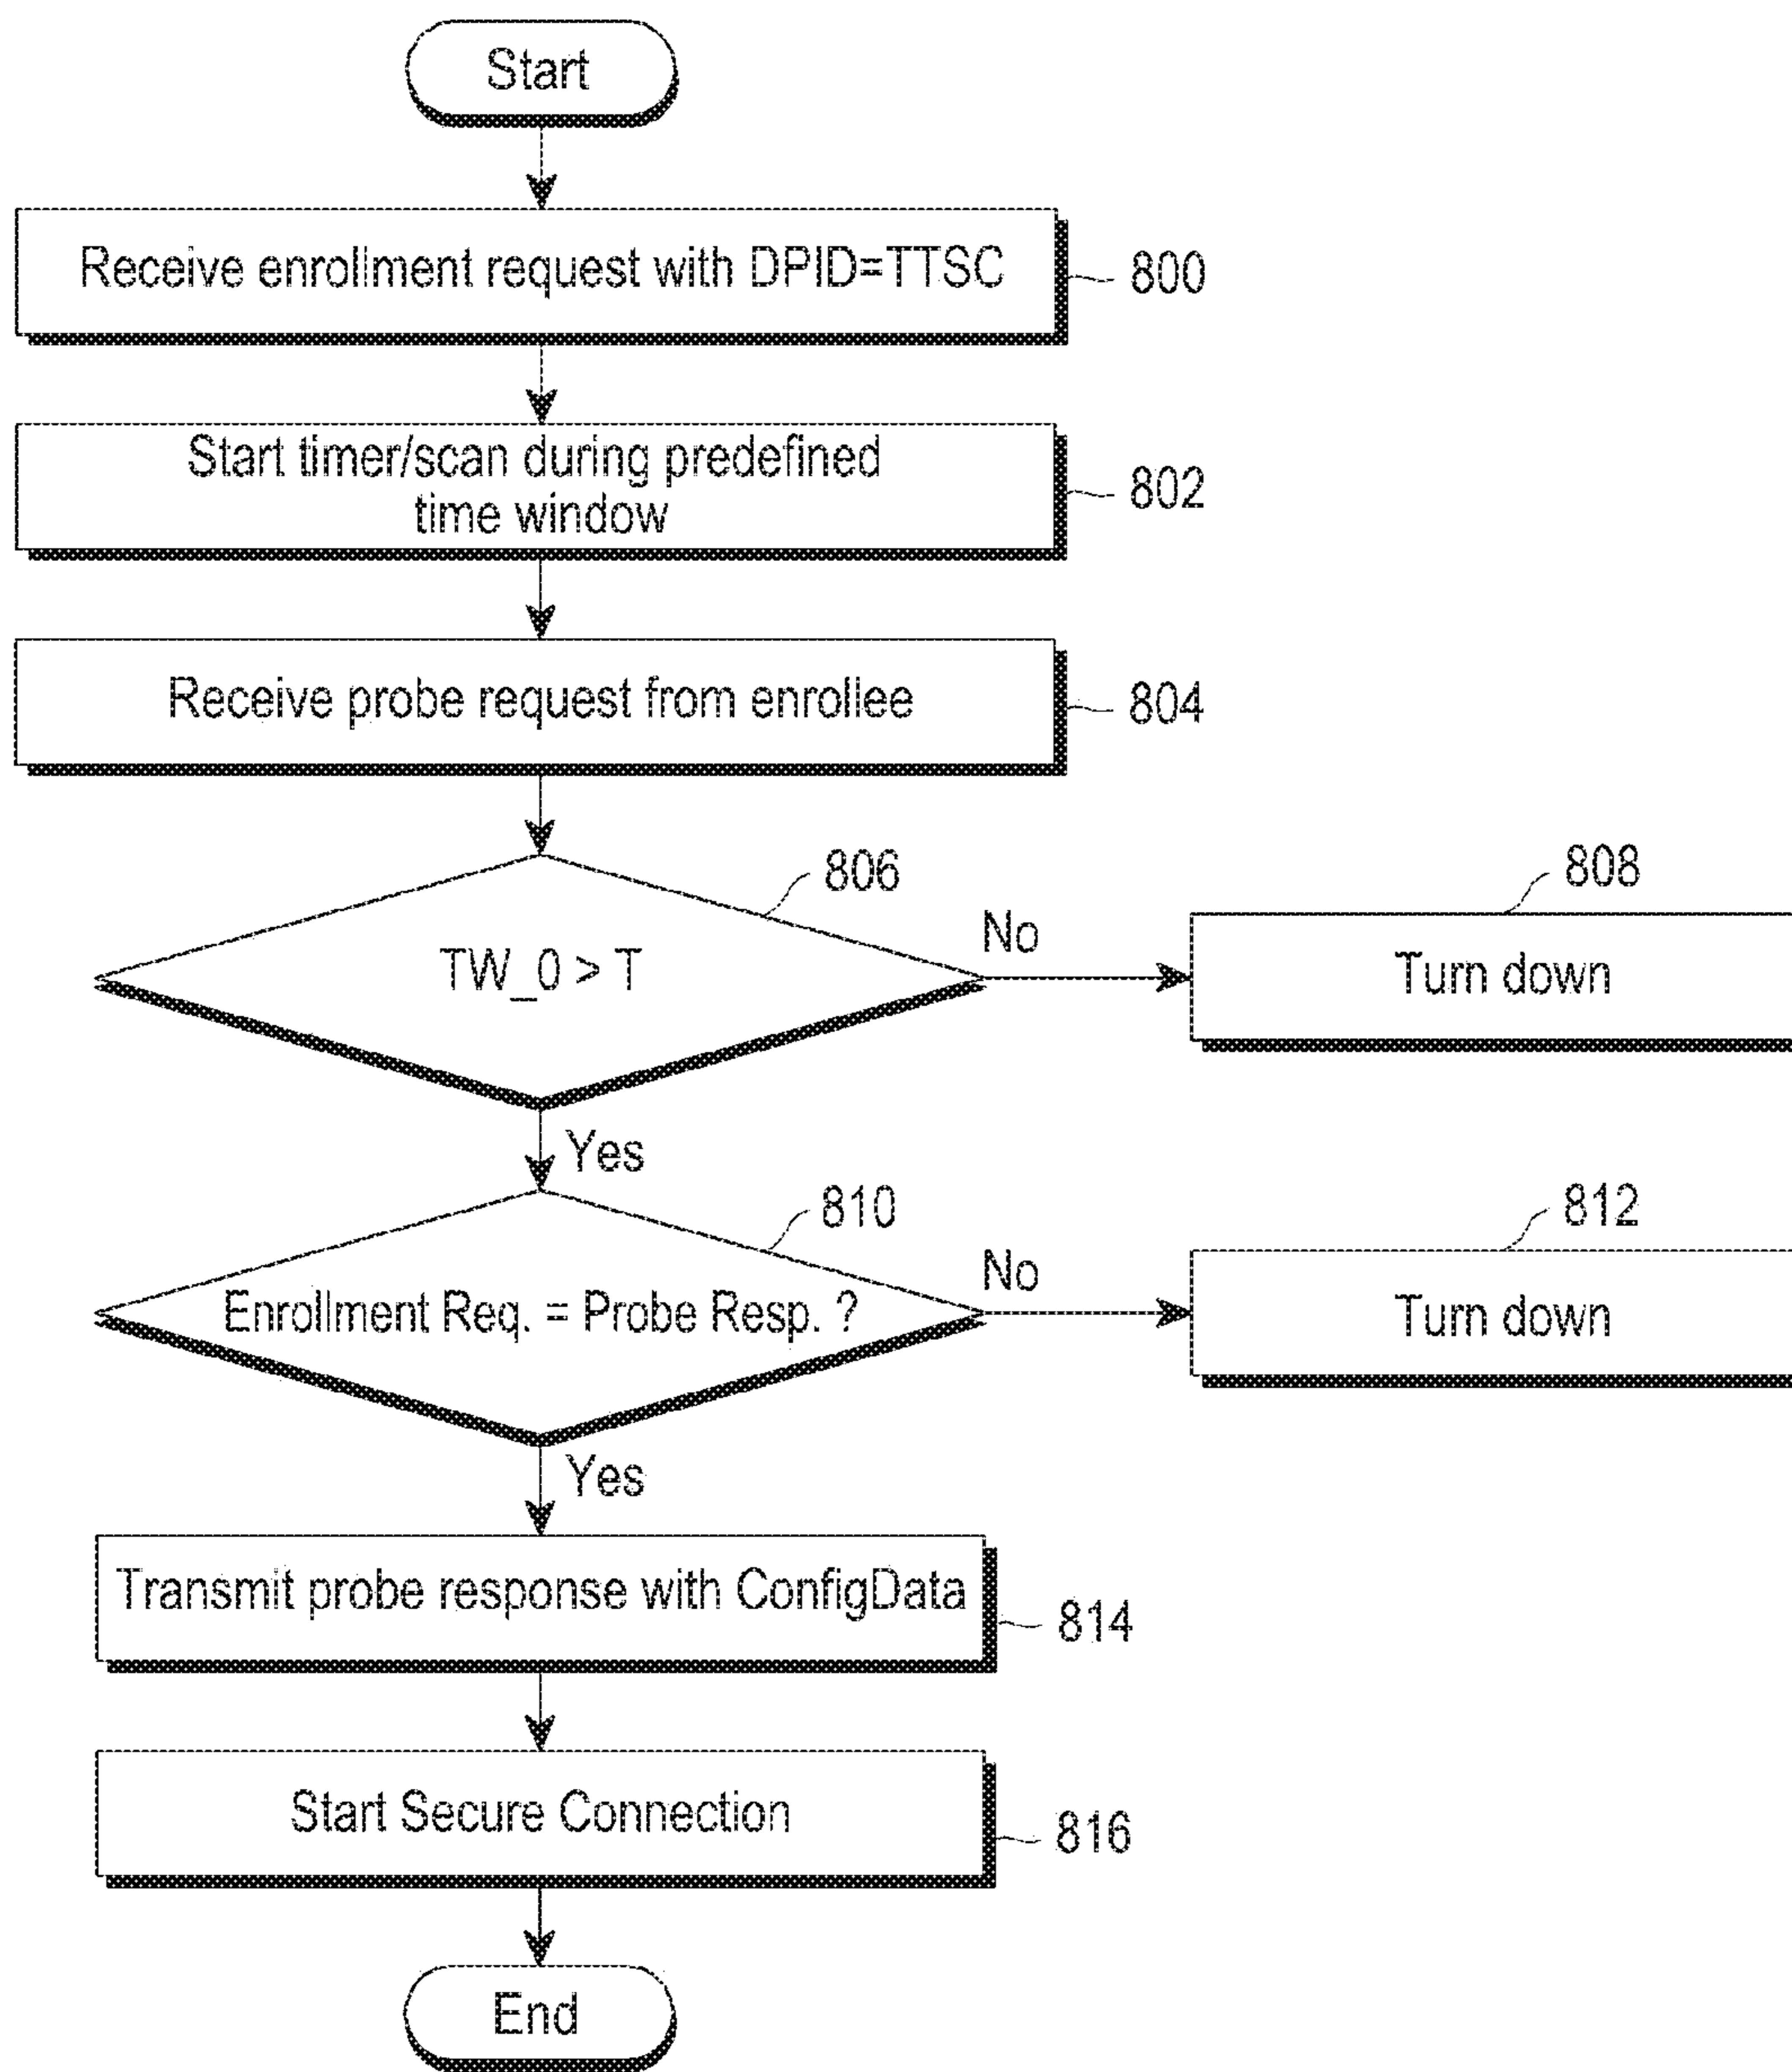 Start
Receive enrollment request with DPID=TTSC
800
Start timer/scan during predefined
time window
802
Receive probe request from enrollee
804
806
TW_0 > T
No
808
Turn down
Yes
810
Enrollment Req. = Probe Resp. ?
No
812
Turn down
Yes
Transmit probe response with ConfigData
814
Start Secure Connection
816
End